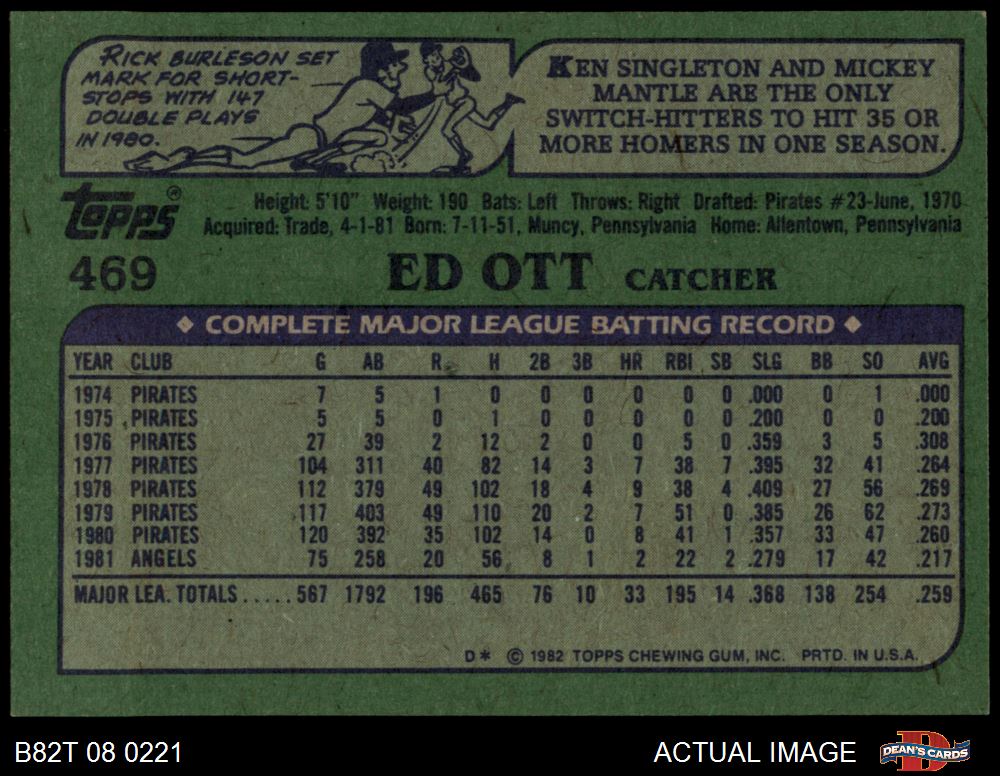 RICK BURLESON SET
MARK FOR SHORT-
STOPS WITH 147
DOUBLE PLAYS
IN 1980.
KEN SINGLETON AND MICKEY
MANTLE ARE THE ONLY
SWITCH-HITTERS TO HIT 35 OR
MORE HOMERS IN ONE SEASON.
TOPPS®
Height: 5'10" Weight: 190 Bats: Left Throws: Right Drafted: Pirates #23-June, 1970
Acquired: Trade, 4-1-81 Born: 7-11-51, Muncy, Pennsylvania Home: Allentown, Pennsylvania
469 ED OTT CATCHER
◆ COMPLETE MAJOR LEAGUE BATTING RECORD ◆
YEAR CLUB G AB R H 2B 3B HR RBI SB SLG BB SO AVG
1974 PIRATES 7 5 1 0 0 0 0 0 0 .000 0 1 .000
1975 PIRATES 5 5 0 1 0 0 0 0 0 .200 0 0 .200
1976 PIRATES 27 39 2 12 2 0 0 5 0 .359 3 5 .308
1977 PIRATES 104 311 40 82 14 3 7 38 7 .395 32 41 .264
1978 PIRATES 112 379 49 102 18 4 9 38 4 .409 27 56 .269
1979 PIRATES 117 403 49 110 20 2 7 51 0 .385 26 62 .273
1980 PIRATES 120 392 35 102 14 0 8 41 1 .357 33 47 .260
1981 ANGELS 75 258 20 56 8 1 2 22 2 .279 17 42 .217
MAJOR LEA. TOTALS.....567 1792 196 465 76 10 33 195 14 .368 138 254 .259
D* © 1982 TOPPS CHEWING GUM, INC. PRTD. IN U.S.A.
B82T 08 0221 ACTUAL IMAGE DEAN'S CARDS